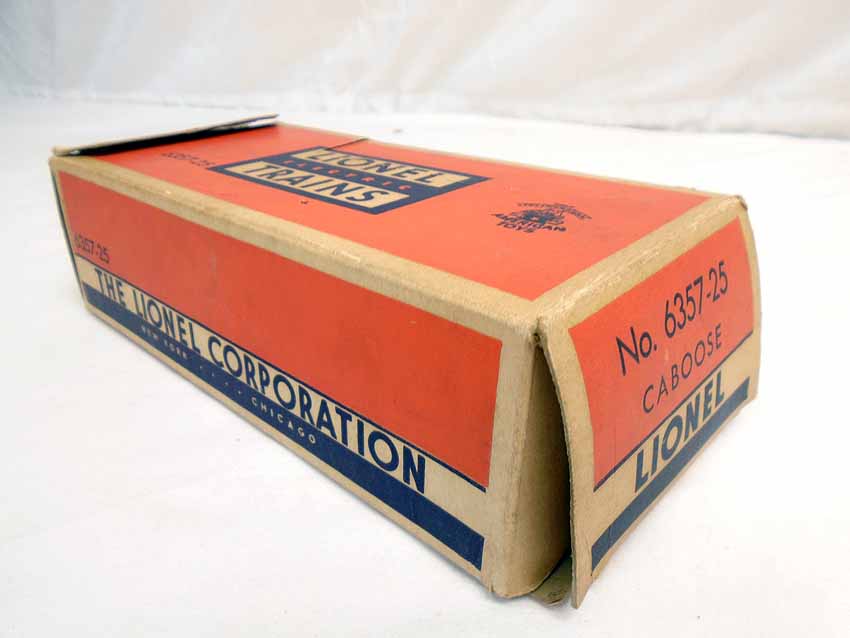 6357-25
LIONEL
ELECTRIC
TRAINS
AMERICAN
TOYS
6357-25
THE LIONEL CORPORATION
NEW YORK .... CHICAGO
No. 6357-25
CABOOSE
LIONEL